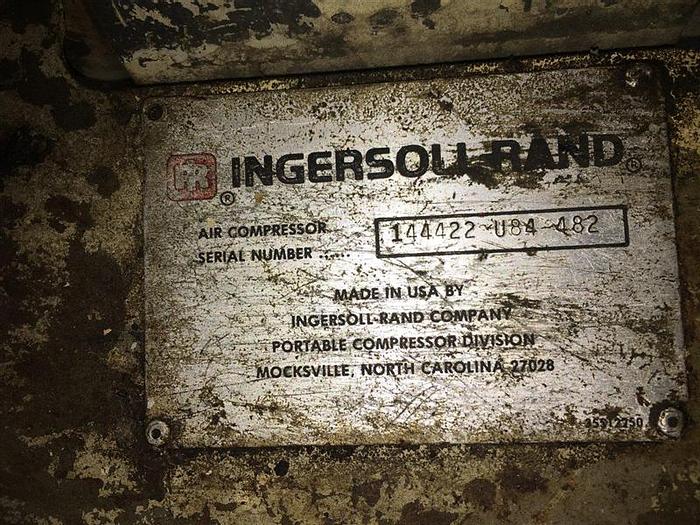 IR ® INGERSOLL-RAND ®
AIR COMPRESSOR
SERIAL NUMBER ...... 144422 U84 482
MADE IN USA BY
INGERSOLL-RAND COMPANY
PORTABLE COMPRESSOR DIVISION
MOCKSVILLE, NORTH CAROLINA 27028